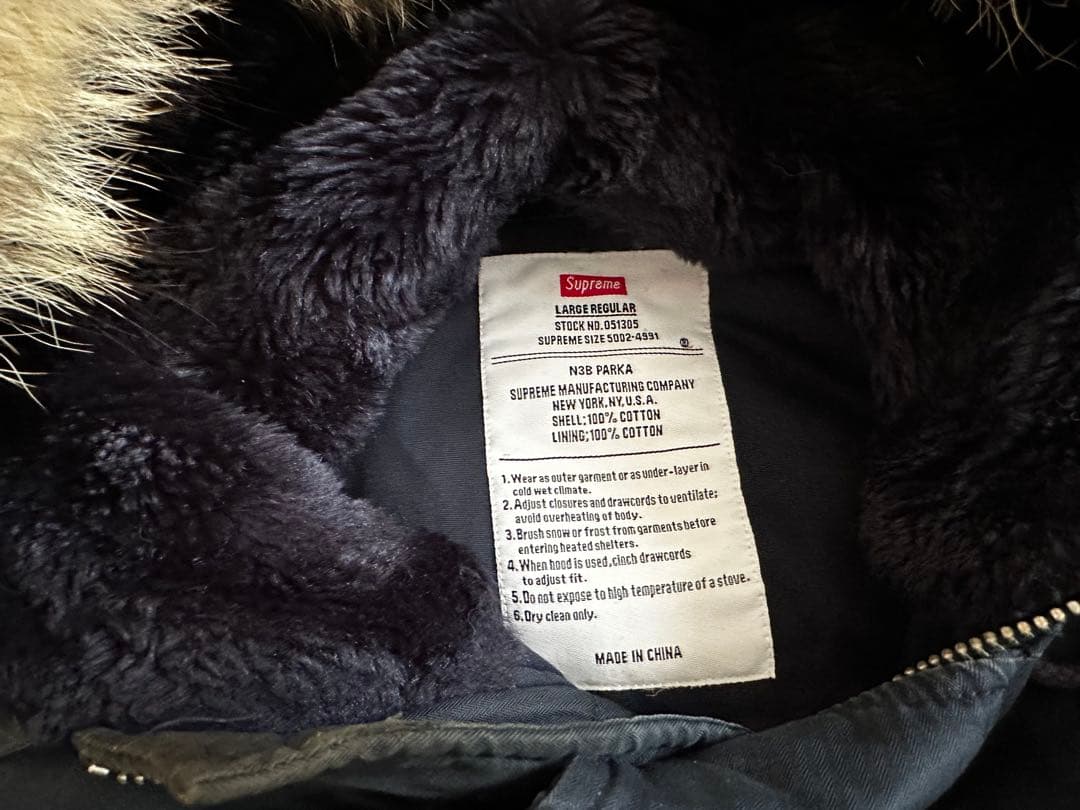 Supreme
LARGE REGULAR
STOCK NO. 051305
SUPREME SIZE 5002-4991
N3B PARKA
SUPREME MANUFACTURING COMPANY
NEW YORK, NY, U.S.A.
SHELL; 100% COTTON
LINING; 100% COTTON
1. Wear as outer garment or as under-layer in
cold wet climate.
2. Adjust closures and drawcords to ventilate;
avoid overheating of body.
3. Brush snow or frost from garments before
entering heated shelters.
4. When hood is used, cinch drawcords
to adjust fit.
5. Do not expose to high temperature of a stove.
6. Dry clean only.
MADE IN CHINA